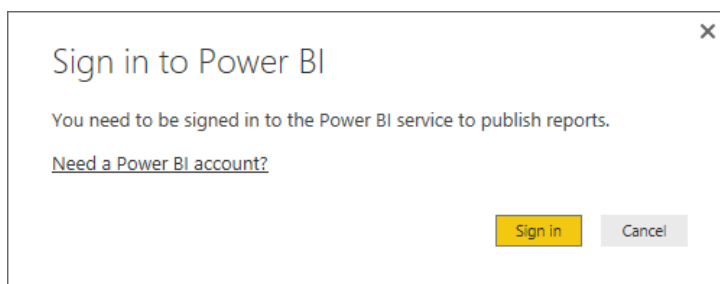 Sign in to Power BI
You need to be signed in to the Power BI service to publish reports.
Need a Power BI account?
Sign in
Cancel